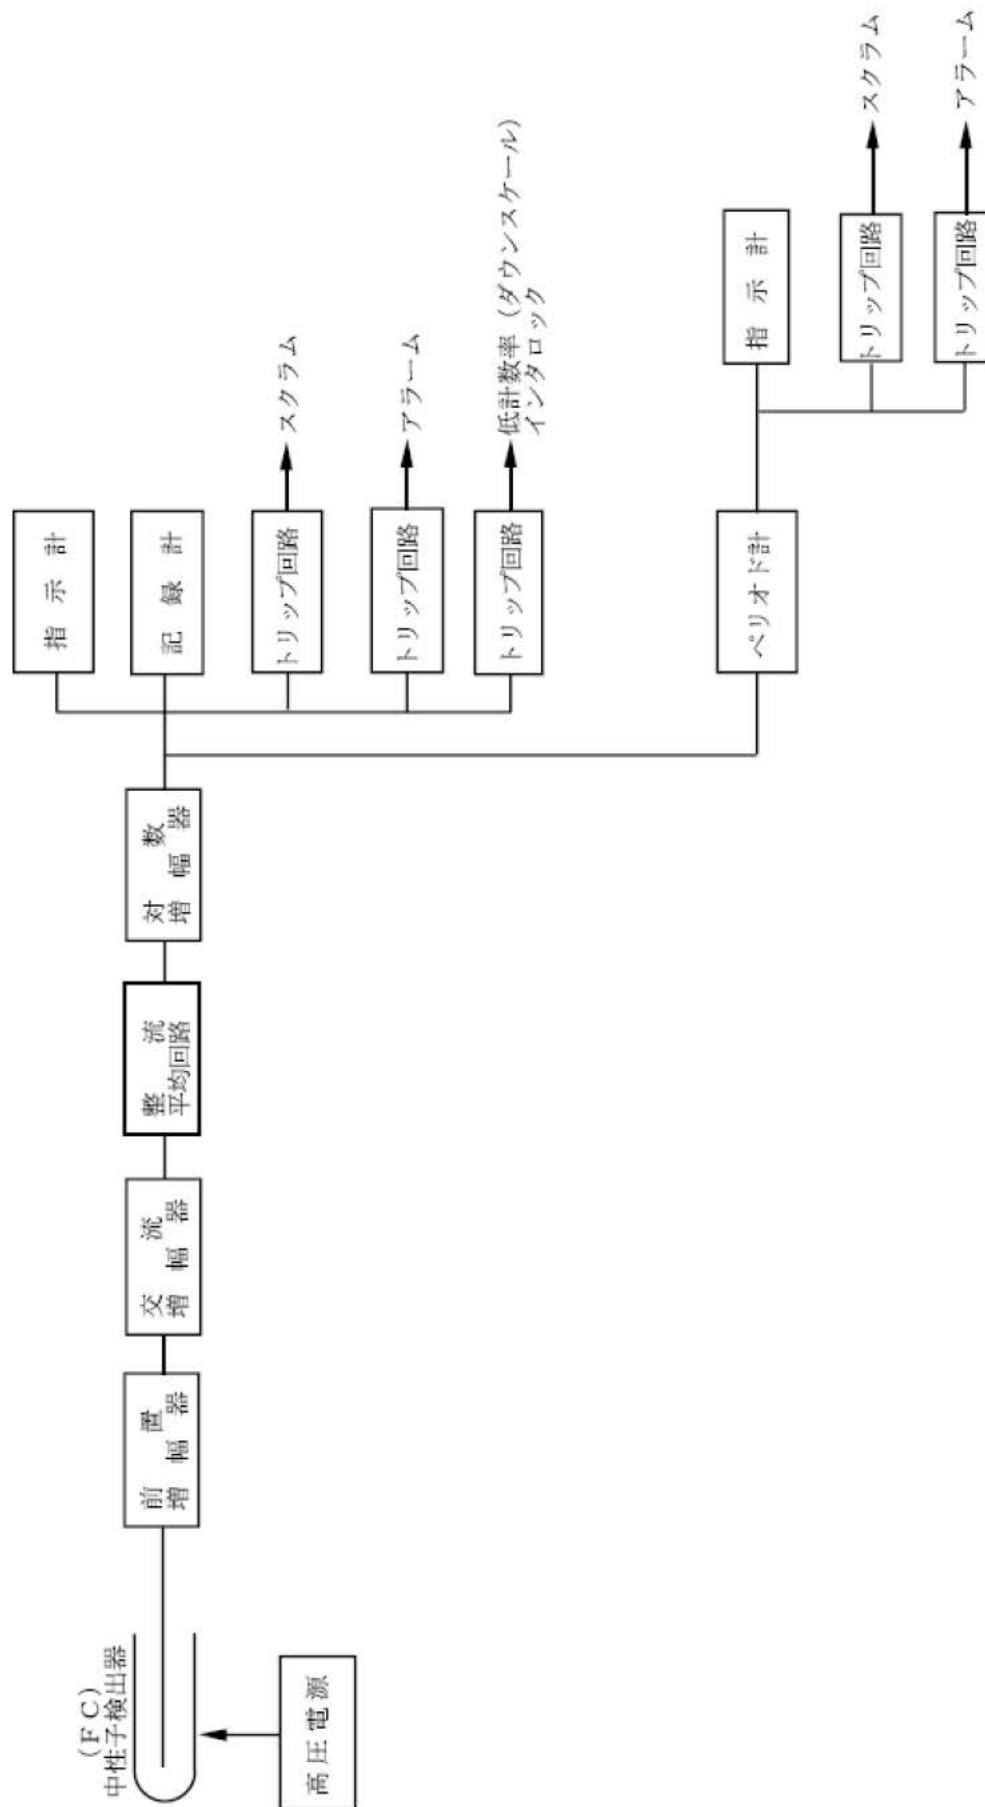 (FC)
中性子検出器
高圧電源
前置
増幅器
交流
増幅器
整流
平均回路
対数
増幅器
指示計
記録計
トリップ回路
スクラム
トリップ回路
アラーム
トリップ回路
低計数率(ダウンスケール)
インタロック
ペリオド計
指示計
トリップ回路
スクラム
トリップ回路
アラーム